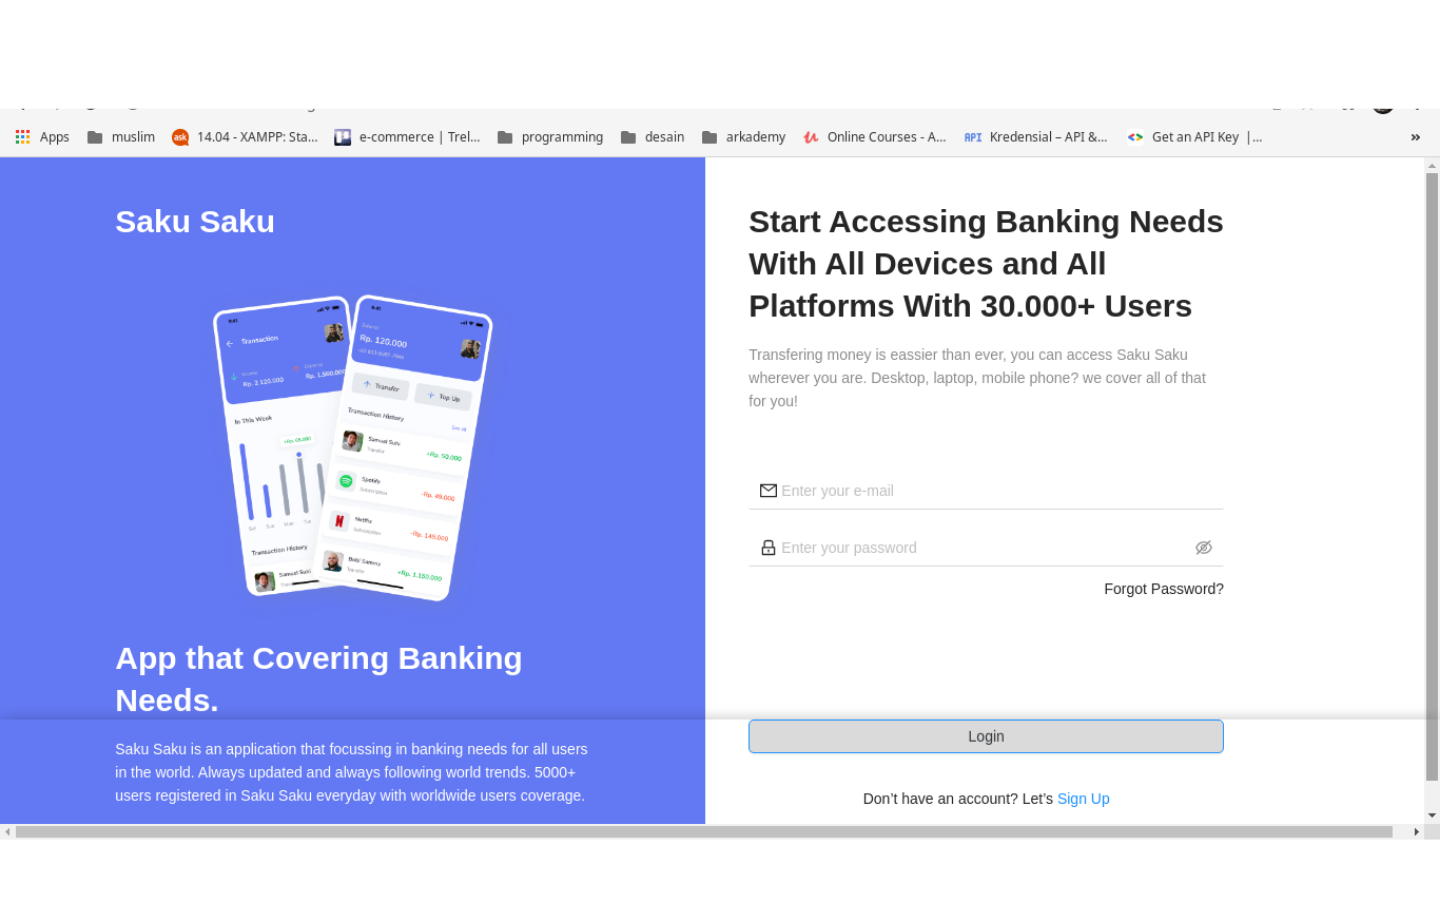 Apps muslim 14.04 - XAMPP: Sta... e-commerce | Trel... programming desain arkademy Online Courses - A... Kredensial – API &... Get an API Key |... »
Saku Saku
Transaction
Rp. 2.120.000
Rp. 1.500.000
In This Week
Transaction History
Samuel Suhi
Rp. 120.000
Transfer
Top Up
Transaction History
See all
Samuel Suhi
Transfer
+Rp. 50.000
Spotify
Subscription
-Rp. 49.000
Netflix
Subscription
-Rp. 149.000
Transfer
+Rp. 1.150.000
App that Covering Banking
Needs.
Saku Saku is an application that focussing in banking needs for all users
in the world. Always updated and always following world trends. 5000+
users registered in Saku Saku everyday with worldwide users coverage.
Start Accessing Banking Needs
With All Devices and All
Platforms With 30.000+ Users
Transfering money is eassier than ever, you can access Saku Saku
wherever you are. Desktop, laptop, mobile phone? we cover all of that
for you!
Enter your e-mail
Enter your password
Forgot Password?
Login
Don’t have an account? Let’s Sign Up